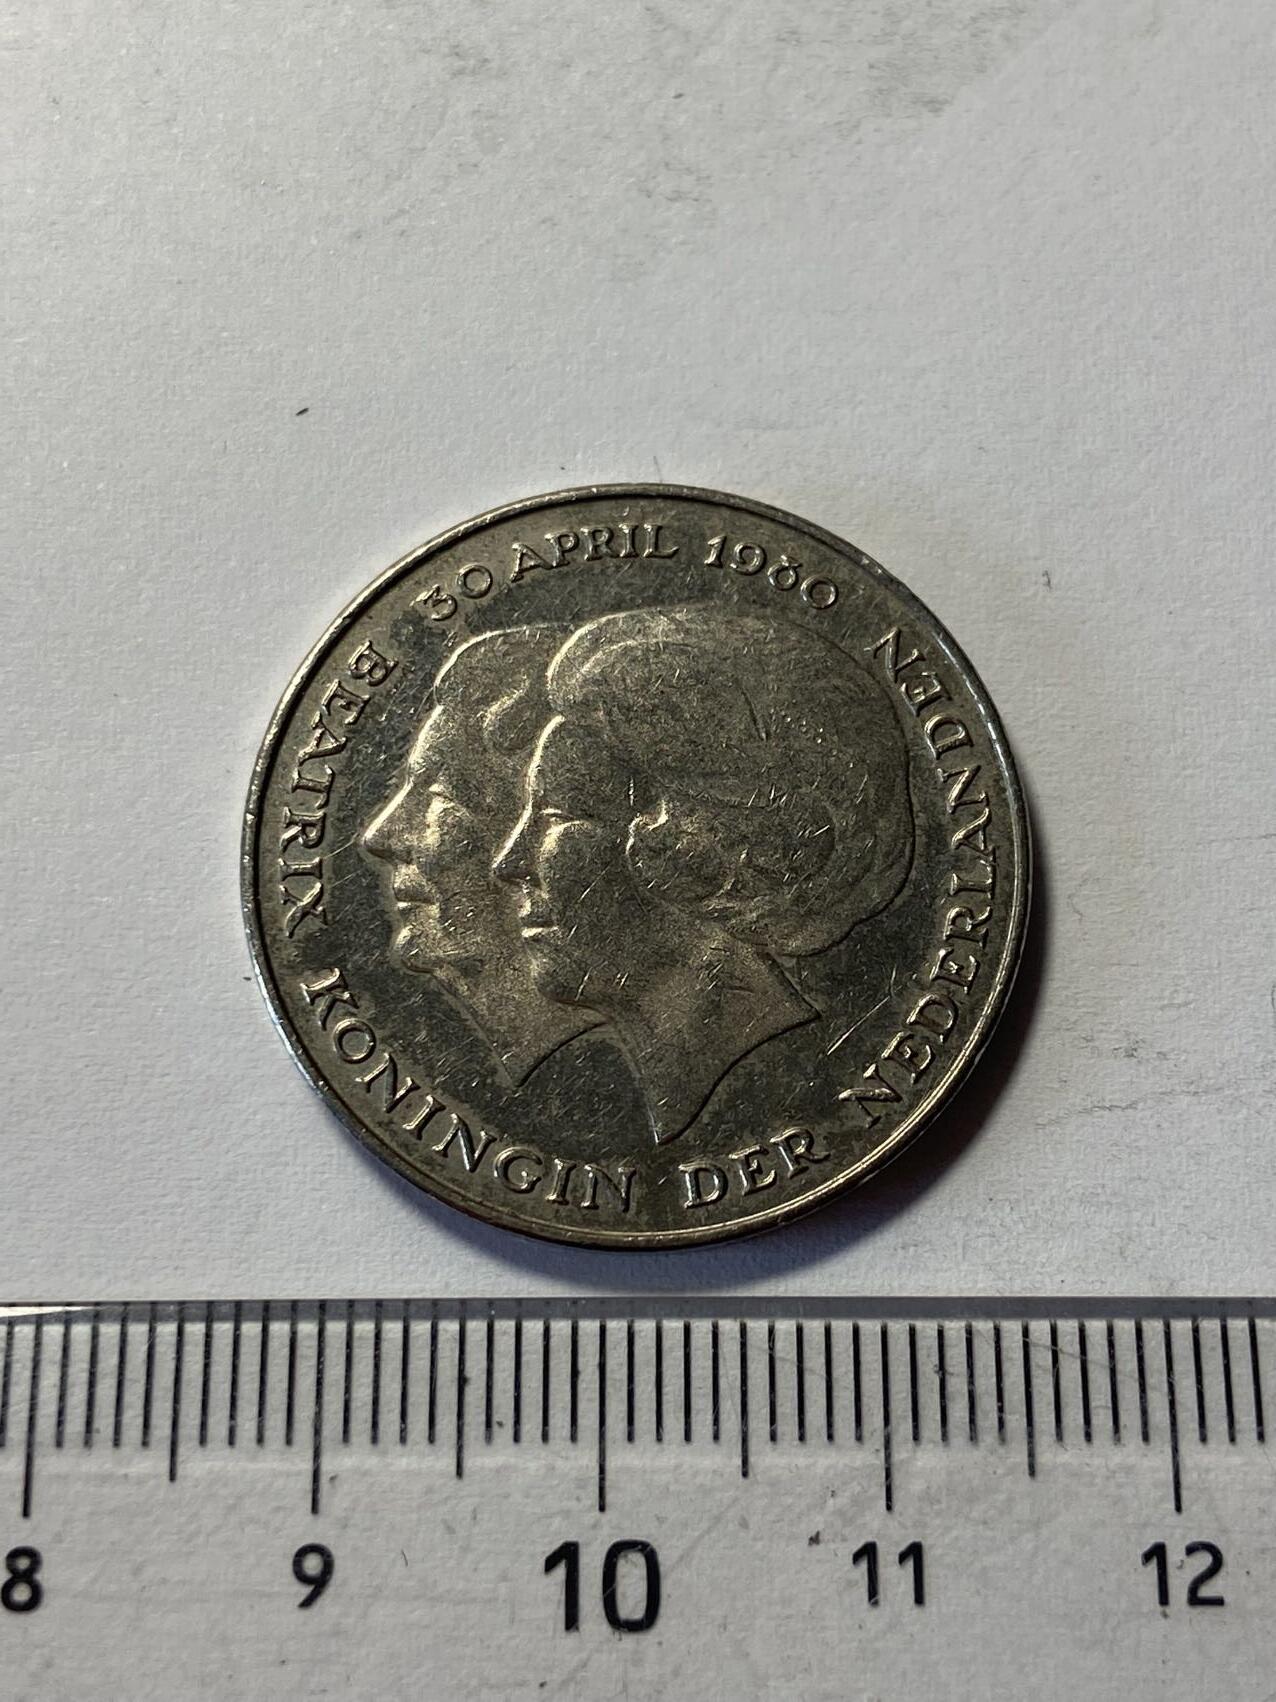 30 APRIL 1980
BEATRIX KONINGIN DER NEDERLANDEN
8 9 10 11 12